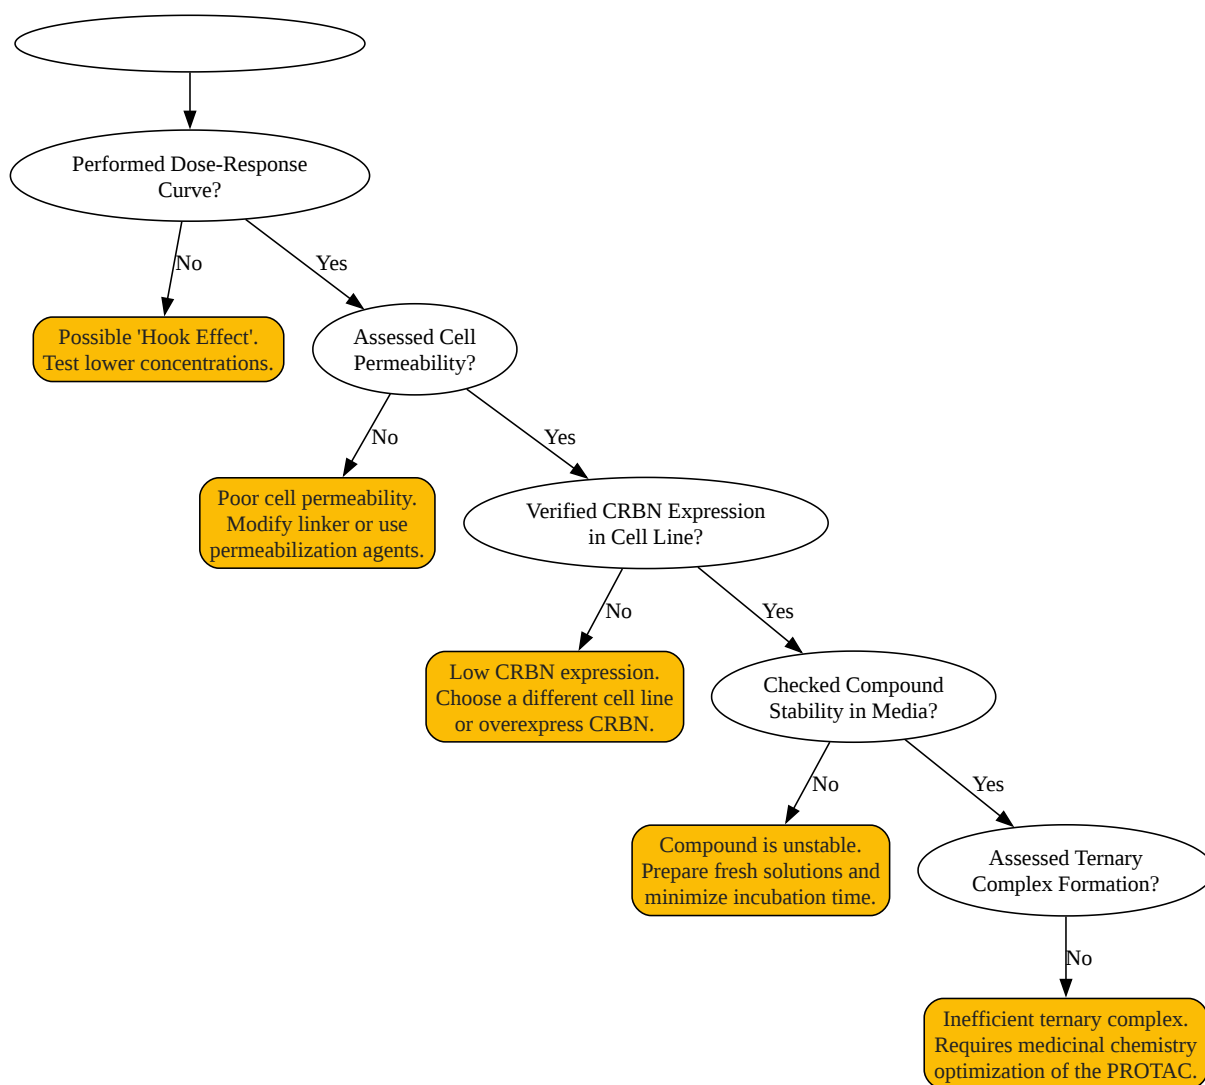 Performed Dose-Response
Curve?
No
Yes
Possible 'Hook Effect'.
Test lower concentrations.
Assessed Cell
Permeability?
No
Yes
Poor cell permeability.
Modify linker or use
permeabilization agents.
Verified CRBN Expression
in Cell Line?
No
Yes
Low CRBN expression.
Choose a different cell line
or overexpress CRBN.
Checked Compound
Stability in Media?
No
Yes
Compound is unstable.
Prepare fresh solutions and
minimize incubation time.
Assessed Ternary
Complex Formation?
No
Inefficient ternary complex.
Requires medicinal chemistry
optimization of the PROTAC.